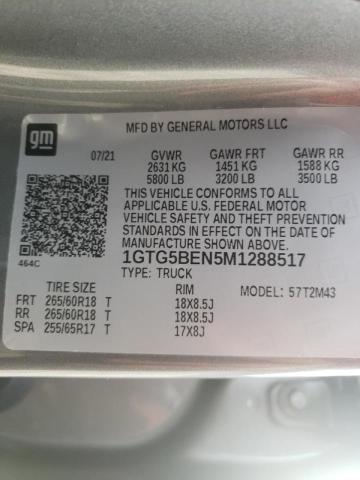 gm
MFD BY GENERAL MOTORS LLC
07/21 GVWR GAWR FRT GAWR RR
2631 KG 1451 KG 1588 KG
5800 LB 3200 LB 3500 LB
THIS VEHICLE CONFORMS TO ALL
APPLICABLE U.S. FEDERAL MOTOR
VEHICLE SAFETY AND THEFT PREVENTION
STANDARDS IN EFFECT ON THE DATE OF
MANUFACTURE SHOWN ABOVE.
464C 1GTG5BEN5M1288517
TYPE: TRUCK
TIRE SIZE RIM MODEL: 57T2M43
FRT 265/60R18 T 18X8.5J
RR 265/60R18 T 18X8.5J
SPA 255/65R17 T 17X8J